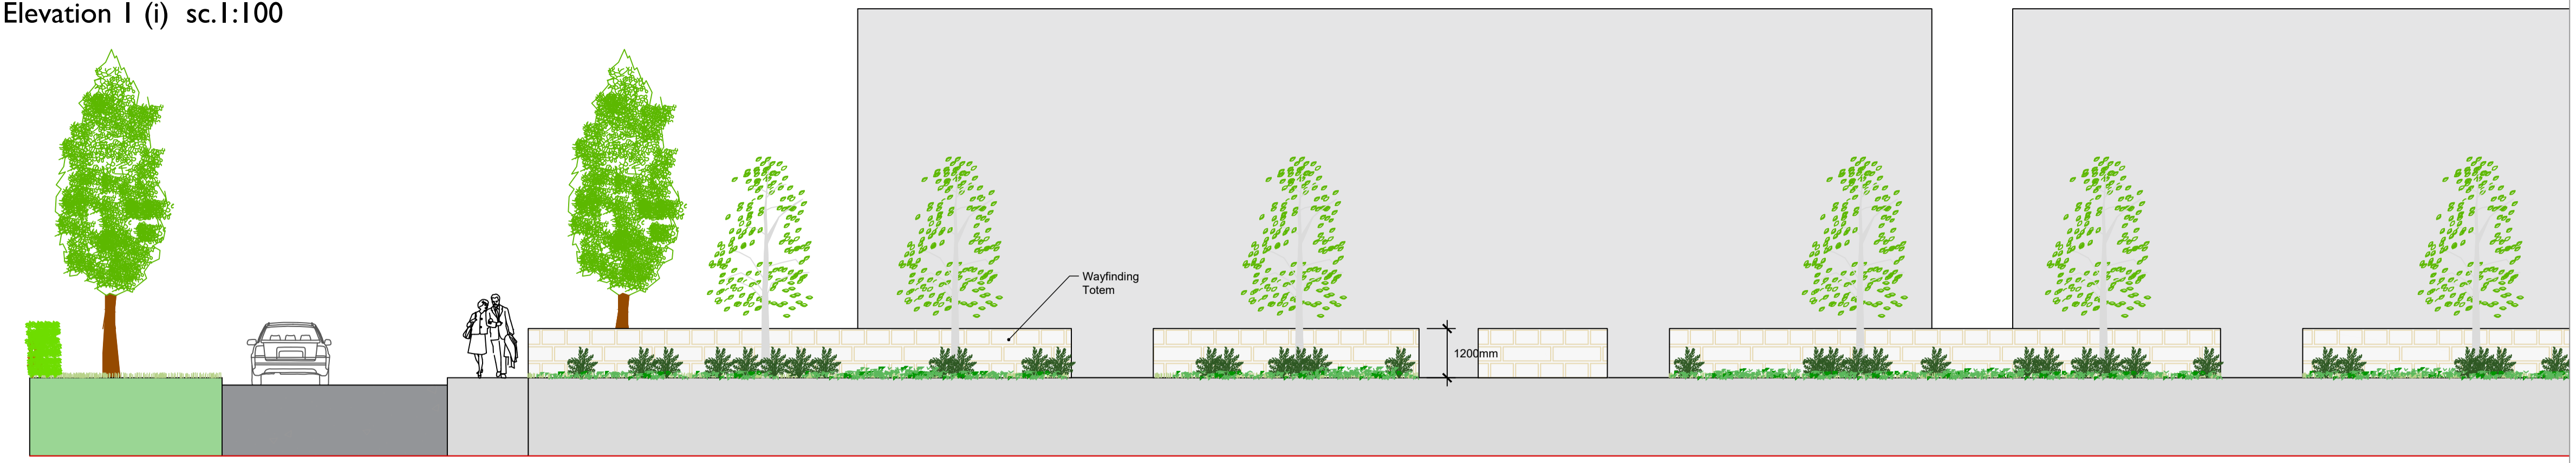 Elevation 1 (i) sc.1:100
Wayfinding
Totem
1200mm